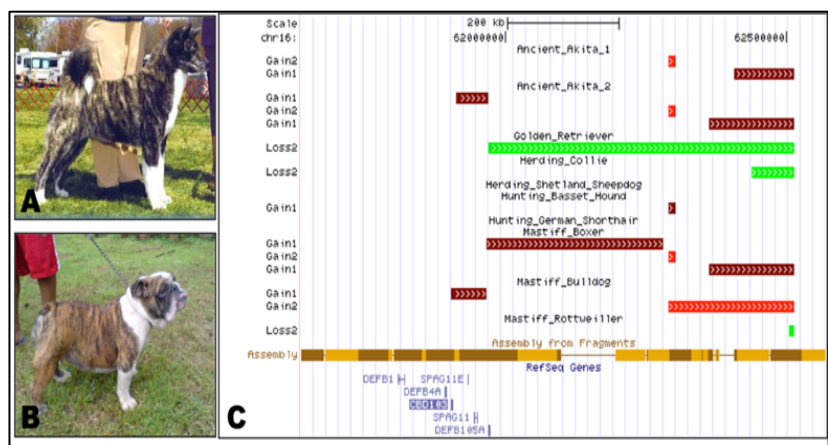 A
B
C
Scale
200 kb
chr16:
62000000
62500000
Ancient_Akita_1
Gain2
Gain1
Ancient_Akita_2
Gain1
Gain2
Gain1
Golden_Retriever
Loss2
Herding_Collie
Loss2
Herding_Shetland_Sheepdog
Hunting_Basset_Hound
Gain1
Hunting_German_Shorthair
Mastiff_Boxer
Gain1
Gain2
Gain1
Mastiff_Bulldog
Gain1
Gain2
Mastiff_Rottweiller
Loss2
Assembly from Fragments
Assembly
RefSeq Genes
DEFB1
SPAG11E
DEFB4A
CBD103
SPAG11
DEFB105A